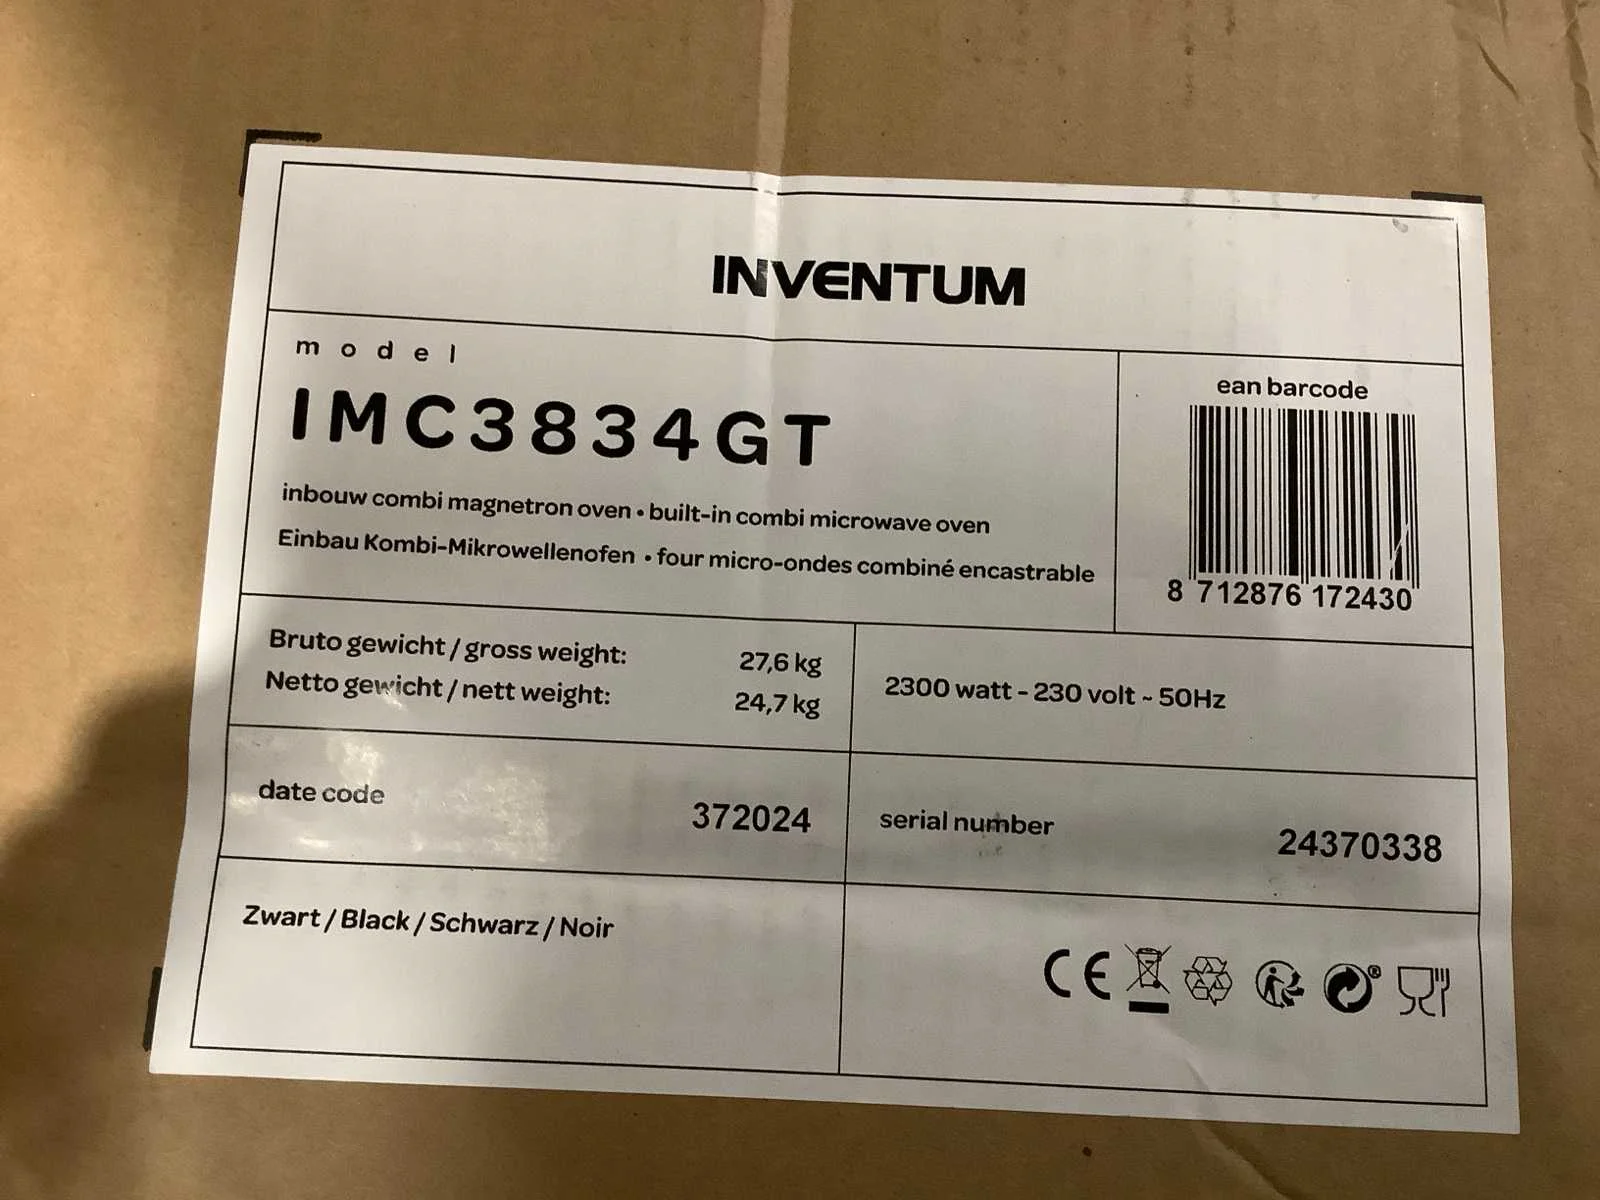 INVENTUM
model
IMC3834GT
inbouw combi magnetron oven • built-in combi microwave oven
Einbau Kombi-Mikrowellenofen • four micro-ondes combiné encastrable
ean barcode
8 712876 172430
Bruto gewicht / gross weight: 27,6 kg
Netto gewicht / nett weight: 24,7 kg
2300 watt - 230 volt ~ 50Hz
date code 372024
serial number 24370338
Zwart / Black / Schwarz / Noir
CE
®